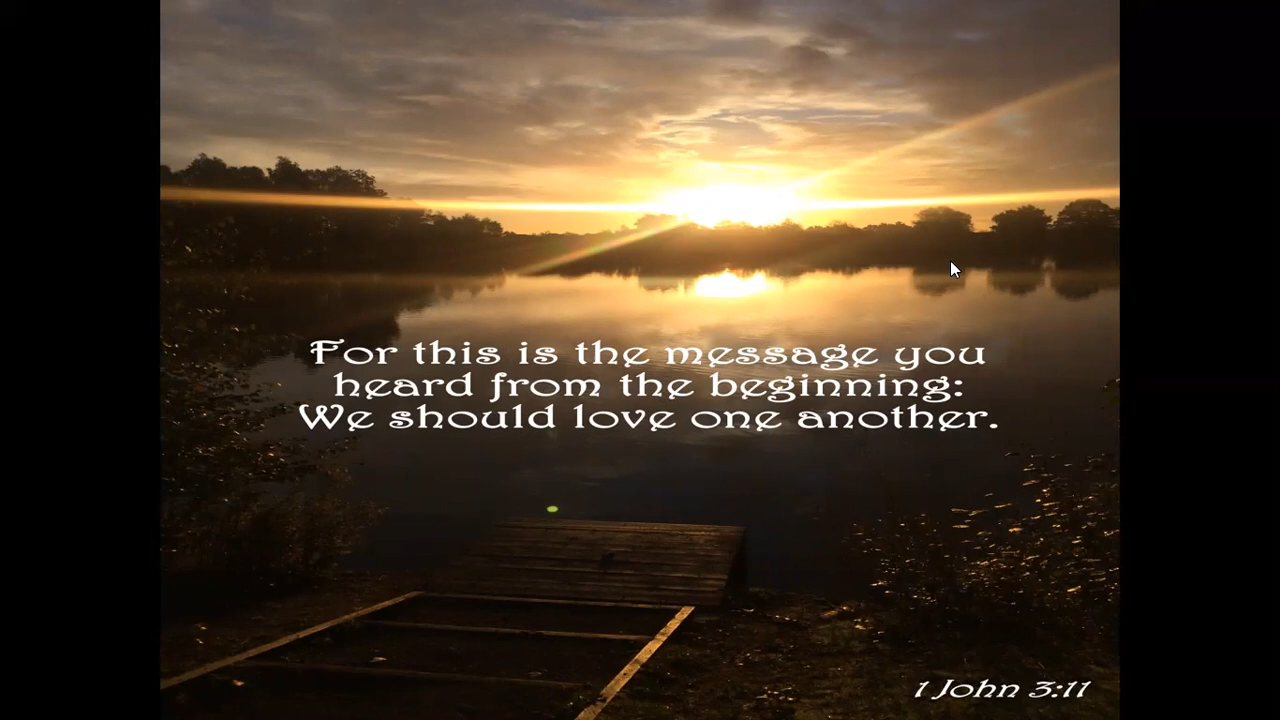 For this is the message you
heard from the beginning:
We should love one another.
1 John 3:11